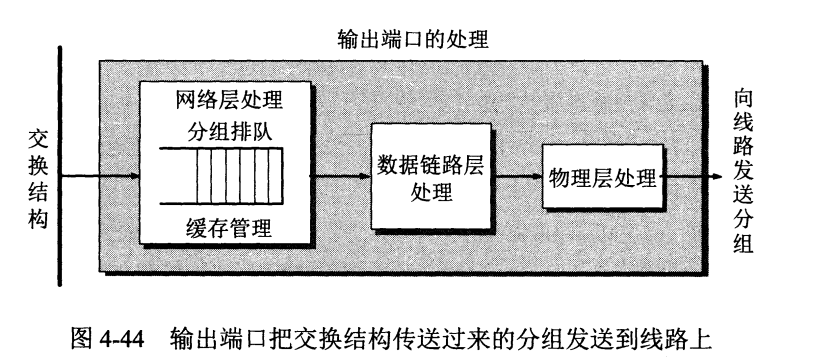 输出端口的处理
交换结构
网络层处理
分组排队
缓存管理
数据链路层
处理
物理层处理
向线路发送分组
图 4-44 输出端口把交换结构传送过来的分组发送到线路上